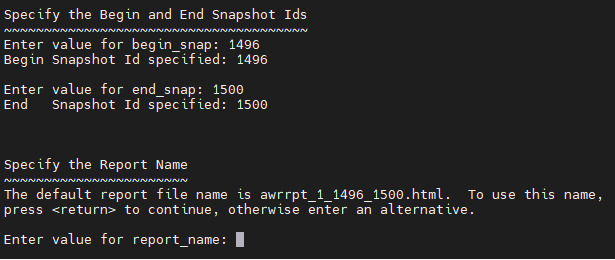 Specify the Begin and End Snapshot Ids
~~~~~~~~~~~~~~~~~~~~~~~~~~~~~~~~~~~~~~
Enter value for begin_snap: 1496
Begin Snapshot Id specified: 1496
Enter value for end_snap: 1500
End   Snapshot Id specified: 1500
Specify the Report Name
~~~~~~~~~~~~~~~~~~~~~~~
The default report file name is awrrpt_1_1496_1500.html.  To use this name,
press <return> to continue, otherwise enter an alternative.
Enter value for report_name: